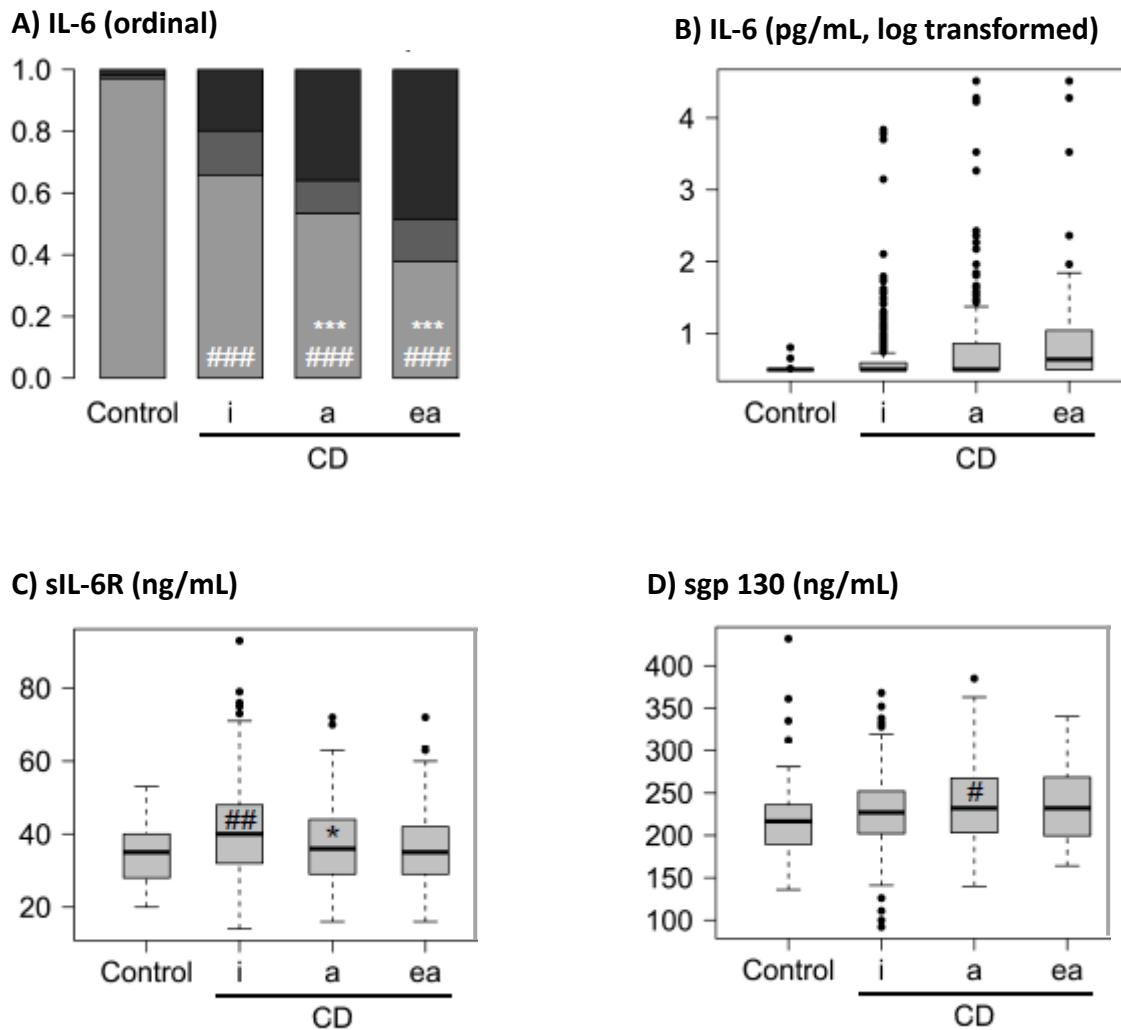 A) IL-6 (ordinal)
1.0
0.8
0.6
0.4
0.2
0.0
***
***
###
###
###
Control
i
a
ea
CD
B) IL-6 (pg/mL, log transformed)
4
3
2
1
Control
i
a
ea
CD
C) sIL-6R (ng/mL)
80
60
40
20
##
*
Control
i
a
ea
CD
D) sgp 130 (ng/mL)
400
350
300
250
200
150
100
#
Control
i
a
ea
CD